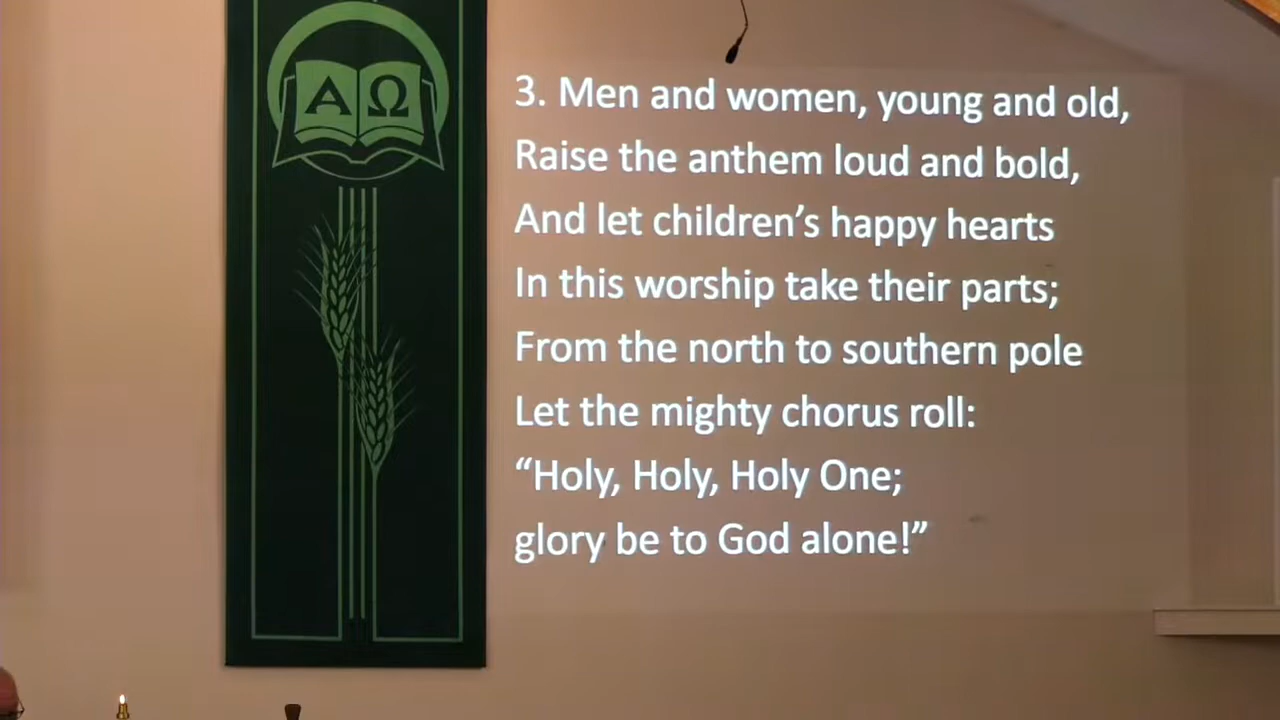 ΑΩ
3. Men and women, young and old,
Raise the anthem loud and bold,
And let children’s happy hearts
In this worship take their parts;
From the north to southern pole
Let the mighty chorus roll:
“Holy, Holy, Holy One;
glory be to God alone!”